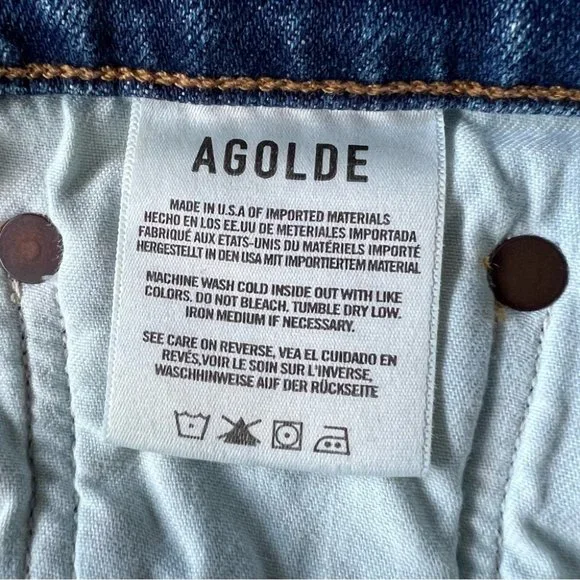 AGOLDE
MADE IN U.S.A OF IMPORTED MATERIALS
HECHO EN LOS EE.UU DE METERIALES IMPORTADA
FABRIQUÉ AUX ETATS-UNIS DU MATÉRIELS IMPORTÉ
HERGESTELLT IN DEN USA MIT IMPORTIERTEM MATERIAL
MACHINE WASH COLD INSIDE OUT WITH LIKE
COLORS. DO NOT BLEACH. TUMBLE DRY LOW.
IRON MEDIUM IF NECESSARY.
SEE CARE ON REVERSE, VEA EL CUIDADO EN
REVÉS,VOIR LE SOIN SUR L'INVERSE,
WASCHHINWEISE AUF DER RÜCKSEITE